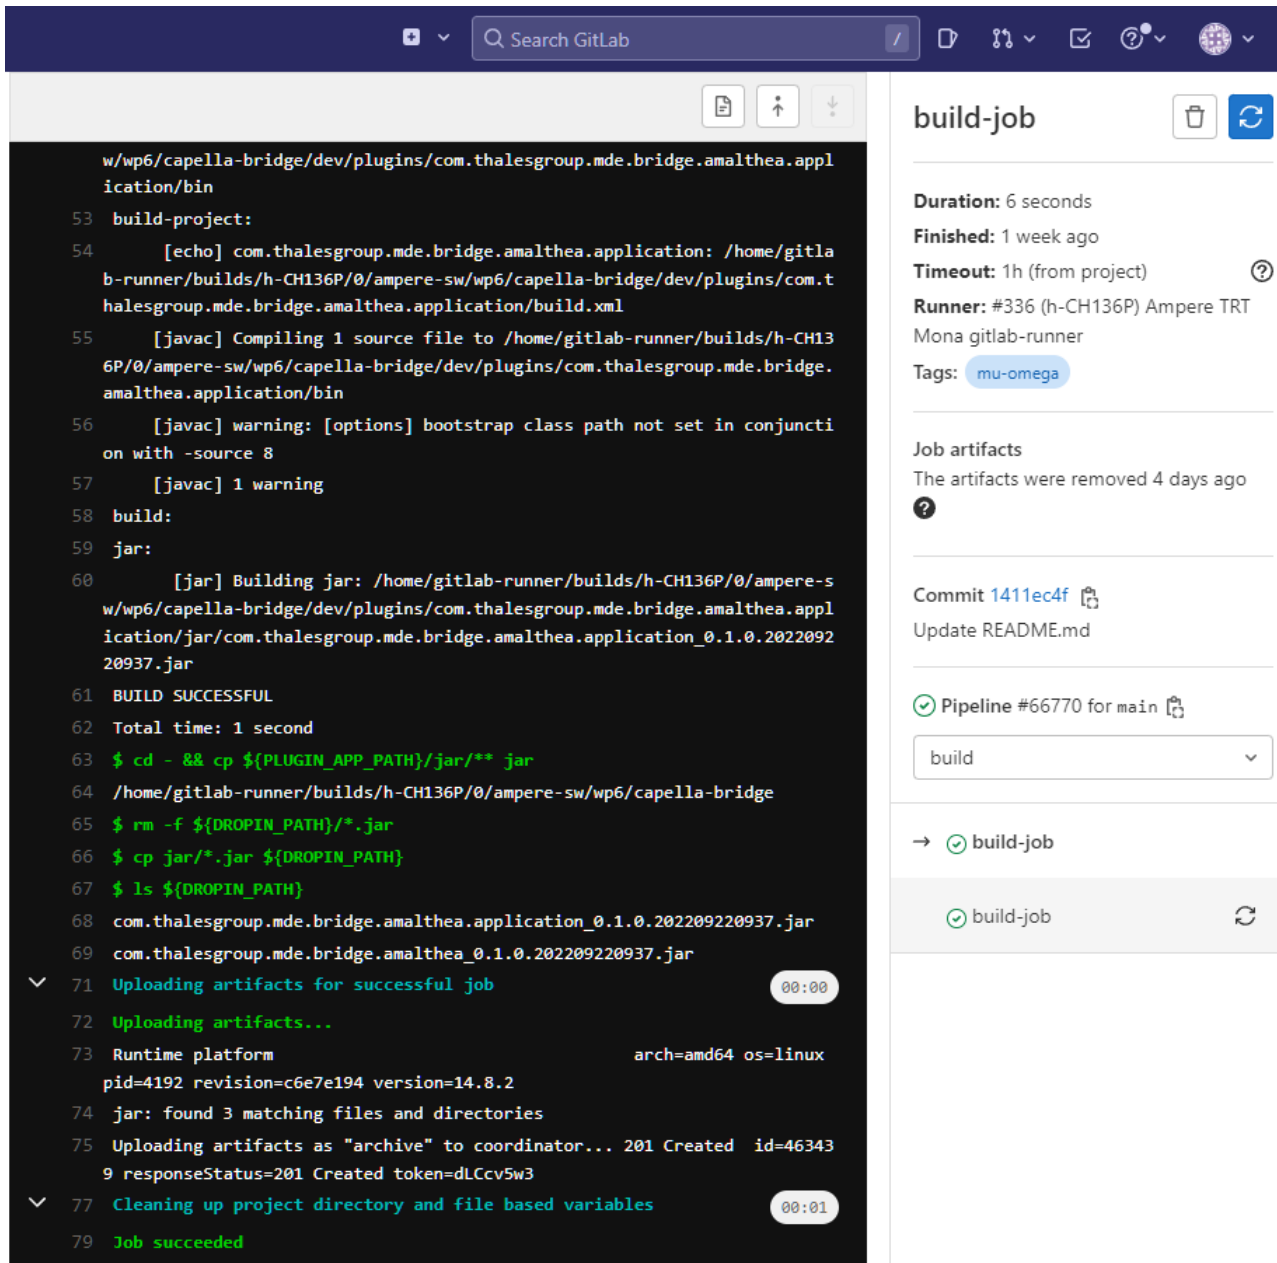 Search GitLab
/
w/wp6/capella-bridge/dev/plugins/com.thalesgroup.mde.bridge.amalthea.appl
ication/bin
53 build-project:
54 [echo] com.thalesgroup.mde.bridge.amalthea.application: /home/gitla
b-runner/builds/h-CH136P/0/ampere-sw/wp6/capella-bridge/dev/plugins/com.t
halesgroup.mde.bridge.amalthea.application/build.xml
55 [javac] Compiling 1 source file to /home/gitlab-runner/builds/h-CH13
6P/0/ampere-sw/wp6/capella-bridge/dev/plugins/com.thalesgroup.mde.bridge.
amalthea.application/bin
56 [javac] warning: [options] bootstrap class path not set in conjuncti
on with -source 8
57 [javac] 1 warning
58 build:
59 jar:
60 [jar] Building jar: /home/gitlab-runner/builds/h-CH136P/0/ampere-s
w/wp6/capella-bridge/dev/plugins/com.thalesgroup.mde.bridge.amalthea.appl
ication/jar/com.thalesgroup.mde.bridge.amalthea.application_0.1.0.2022092
20937.jar
61 BUILD SUCCESSFUL
62 Total time: 1 second
63 $ cd - && cp ${PLUGIN_APP_PATH}/jar/** jar
64 /home/gitlab-runner/builds/h-CH136P/0/ampere-sw/wp6/capella-bridge
65 $ rm -f ${DROPIN_PATH}/*.jar
66 $ cp jar/*.jar ${DROPIN_PATH}
67 $ ls ${DROPIN_PATH}
68 com.thalesgroup.mde.bridge.amalthea.application_0.1.0.202209220937.jar
69 com.thalesgroup.mde.bridge.amalthea_0.1.0.202209220937.jar
71 Uploading artifacts for successful job 00:00
72 Uploading artifacts...
73 Runtime platform arch=amd64 os=linux
pid=4192 revision=c6e7e194 version=14.8.2
74 jar: found 3 matching files and directories
75 Uploading artifacts as "archive" to coordinator... 201 Created id=46343
9 responseStatus=201 Created token=dLCcv5w3
77 Cleaning up project directory and file based variables 00:01
79 Job succeeded
build-job
Duration: 6 seconds
Finished: 1 week ago
Timeout: 1h (from project)
Runner: #336 (h-CH136P) Ampere TRT
Mona gitlab-runner
Tags: mu-omega
Job artifacts
The artifacts were removed 4 days ago
Commit 1411ec4f
Update README.md
Pipeline #66770 for main
build
→ build-job
build-job